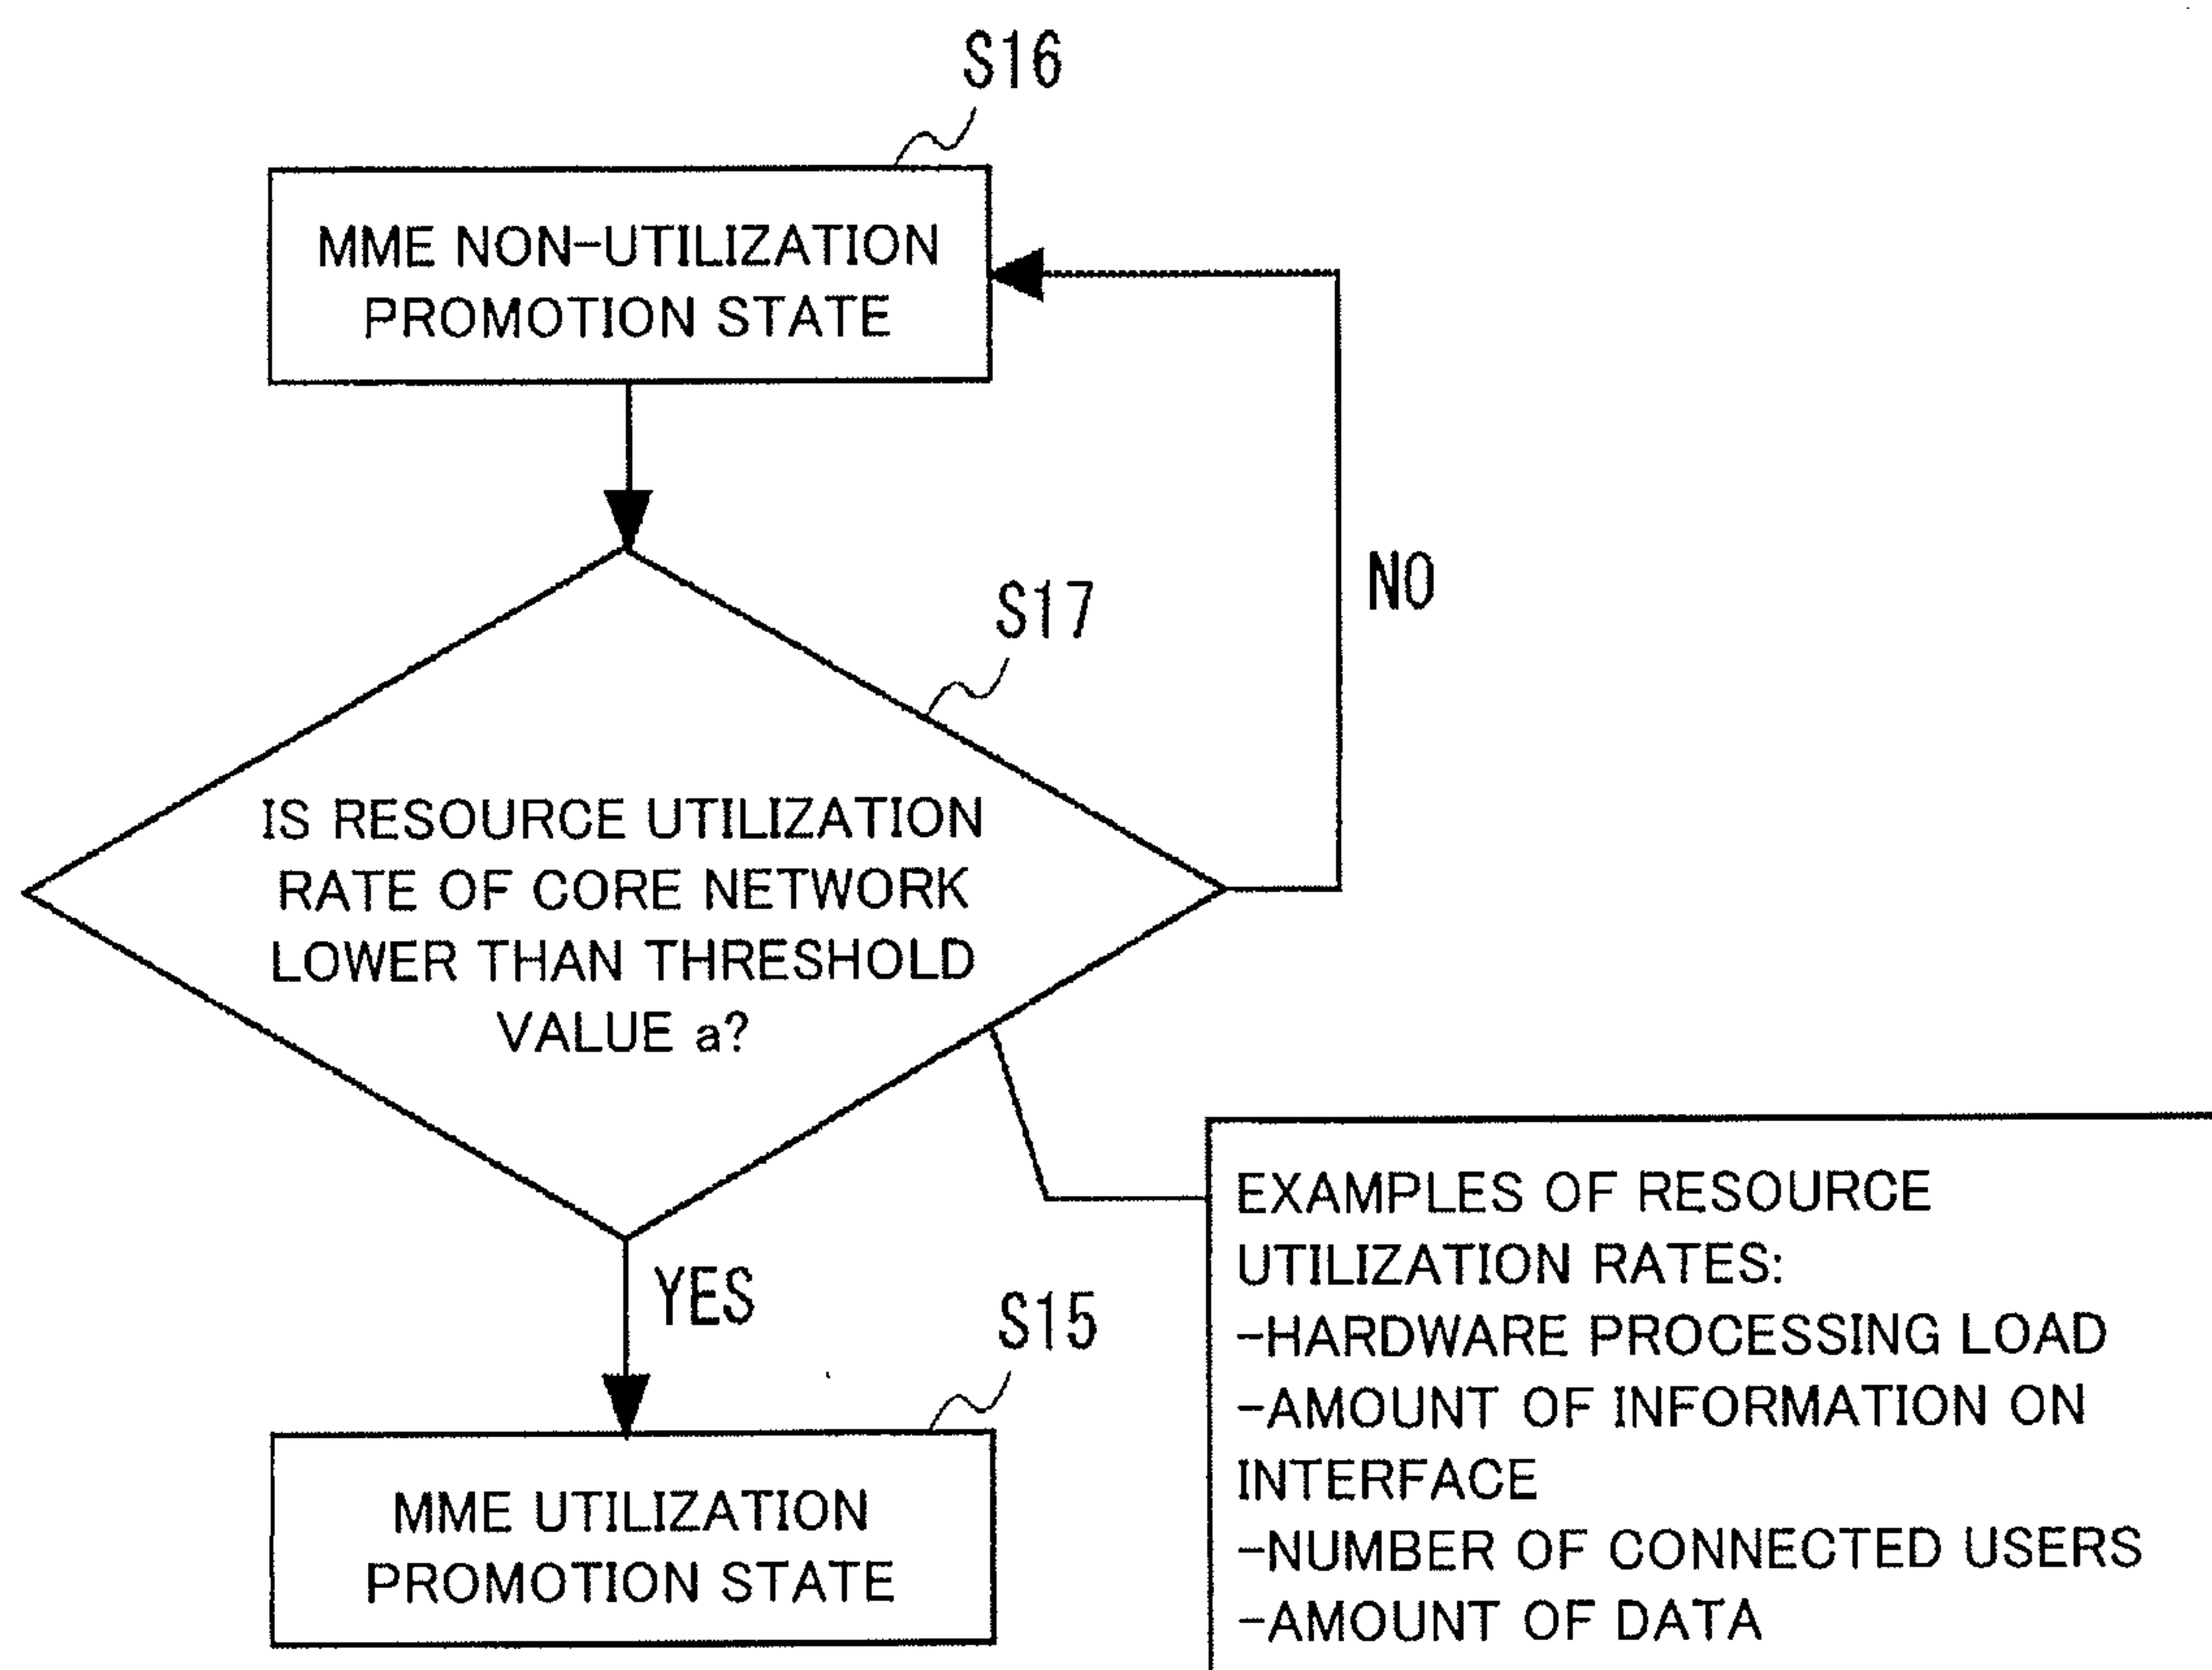 S16
MME NON-UTILIZATION
PROMOTION STATE
NO
S17
IS RESOURCE UTILIZATION
RATE OF CORE NETWORK
LOWER THAN THRESHOLD
VALUE a?
YES
S15
MME UTILIZATION
PROMOTION STATE
EXAMPLES OF RESOURCE
UTILIZATION RATES:
-HARDWARE PROCESSING LOAD
-AMOUNT OF INFORMATION ON
INTERFACE
-NUMBER OF CONNECTED USERS
-AMOUNT OF DATA